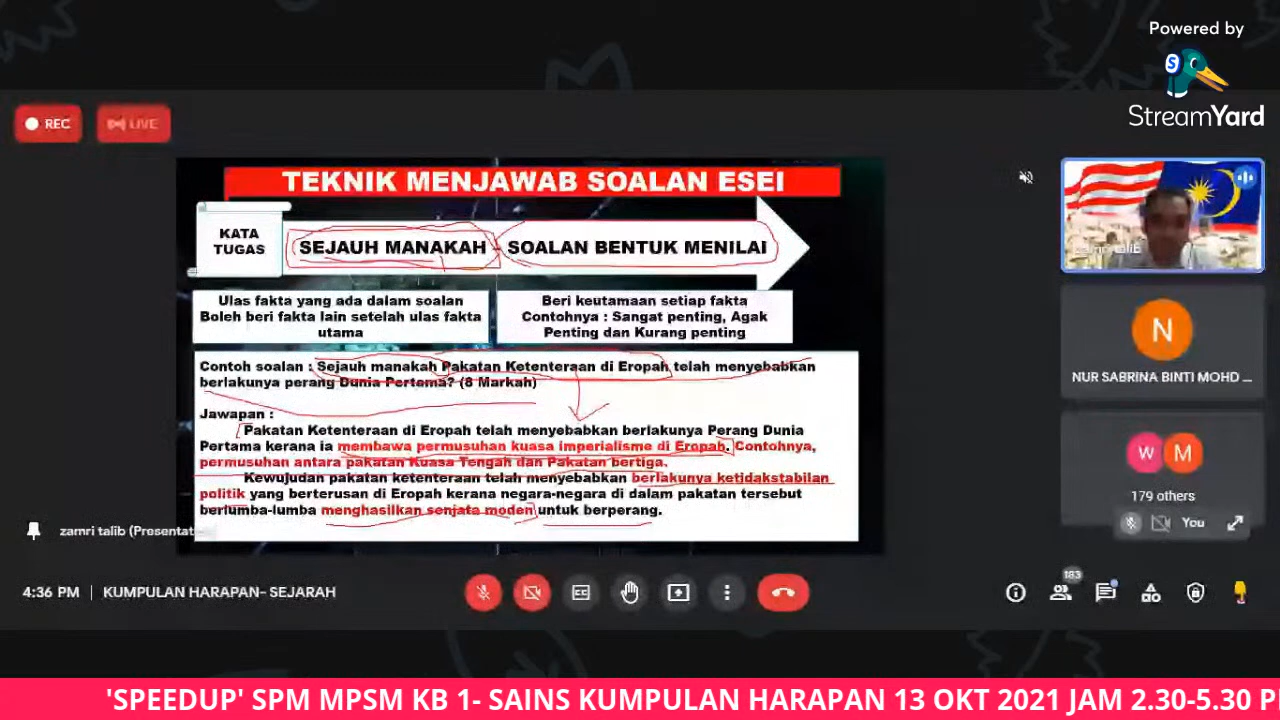 Powered by
StreamYard
REC
LIVE
TEKNIK MENJAWAB SOALAN ESEI
KATA
TUGAS
SEJAUH MANAKAH - SOALAN BENTUK MENILAI
Ulas fakta yang ada dalam soalan
Boleh beri fakta lain setelah ulas fakta
utama
Beri keutamaan setiap fakta
Contohnya : Sangat penting, Agak
Penting dan Kurang penting
Contoh soalan : Sejauh manakah Pakatan Ketenteraan di Eropah telah menyebabkan
berlakunya perang Dunia Pertama? (8 Markah)
Jawapan :
Pakatan Ketenteraan di Eropah telah menyebabkan berlakunya Perang Dunia
Pertama kerana ia membawa permusuhan kuasa imperialisme di Eropah. Contohnya,
permusuhan antara pakatan Kuasa Tengah dan Pakatan bertiga.
Kewujudan pakatan ketenteraan telah menyebabkan berlakunya ketidakstabilan
politik yang berterusan di Eropah kerana negara-negara di dalam pakatan tersebut
berlumba-lumba menghasilkan senjata moden untuk berperang.
zamri talib
N
NUR SABRINA BINTI MOHD ...
W M
179 others
You
zamri talib (Presentat
4:36 PM | KUMPULAN HARAPAN- SEJARAH
183
'SPEEDUP' SPM MPSM KB 1- SAINS KUMPULAN HARAPAN 13 OKT 2021 JAM 2.30-5.30 P